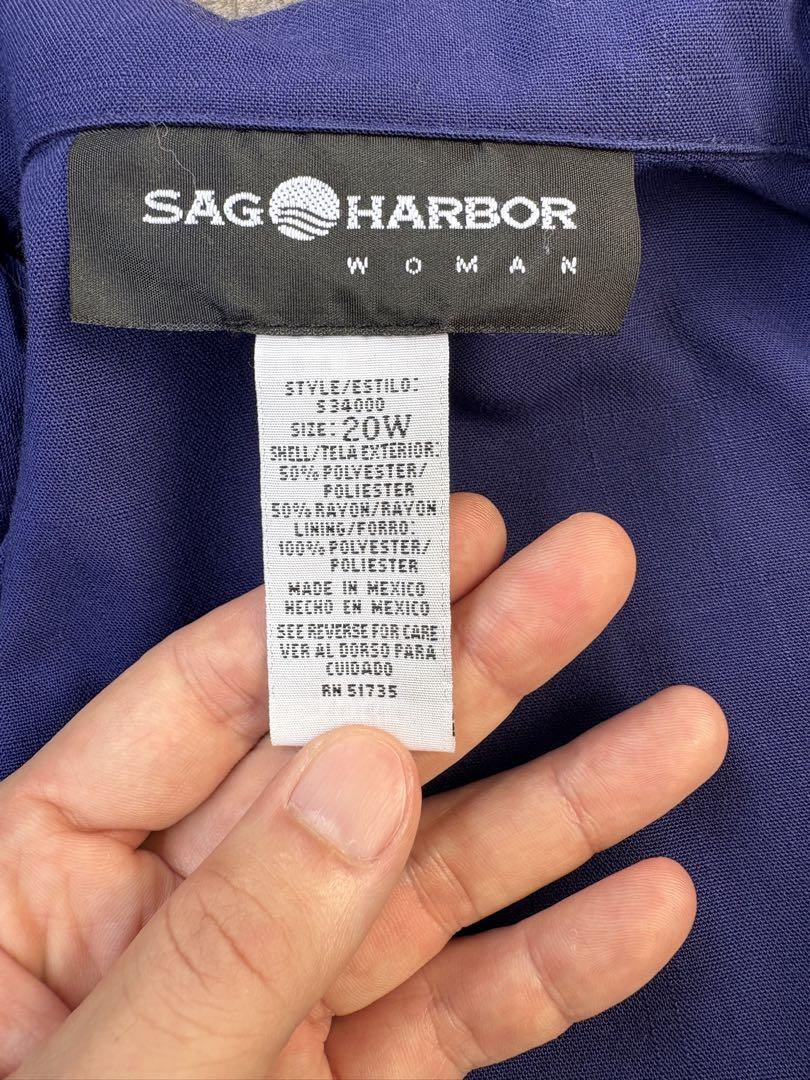 SAG HARBOR
WOMAN
STYLE/ESTILO:
S34000
SIZE: 20W
SHELL/TELA EXTERIOR:
50% POLYESTER/
POLIESTER
50% RAYON/RAYON
LINING/FORRO:
100% POLYESTER/
POLIESTER
MADE IN MEXICO
HECHO EN MEXICO
SEE REVERSE FOR CARE
VER AL DORSO PARA
CUIDADO
RN 51735